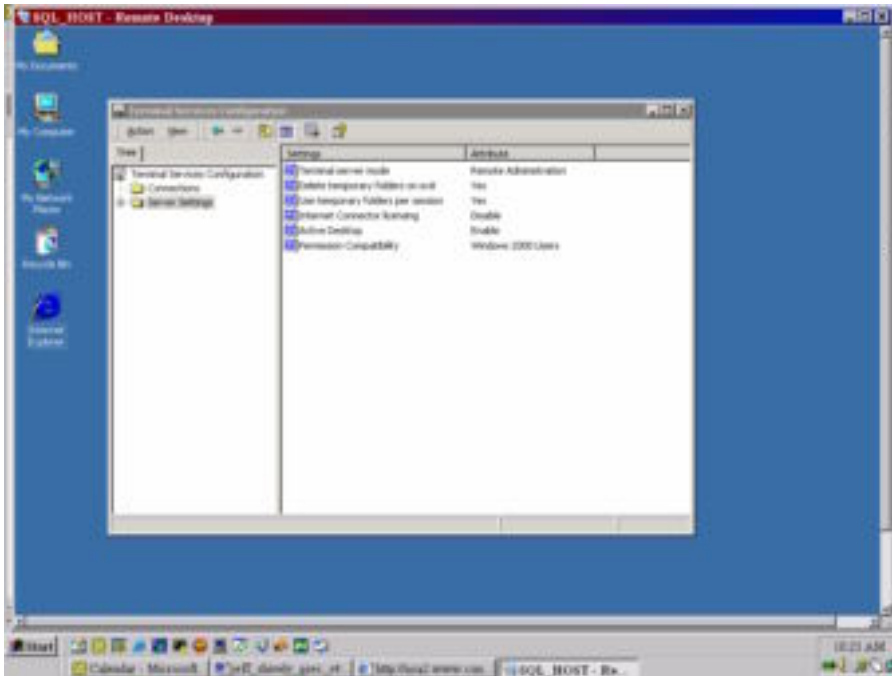 SQL_HOST - Remote Desktop
My Documents
My Computer
My Network Places
Recycle Bin
Internet Explorer
Terminal Services Configuration
Action View
Tree
Terminal Services Configuration
Connections
Server Settings
Settings Attribute
Terminal server mode Remote Administration
Delete temporary folders on exit Yes
Use temporary folders per session Yes
Internet Connector licensing Disable
Active Desktop Enable
Permission Compatibility Windows 2000 Users
Start
10:23 AM
Calendar - Microsoft
SQL_HOST - Re...